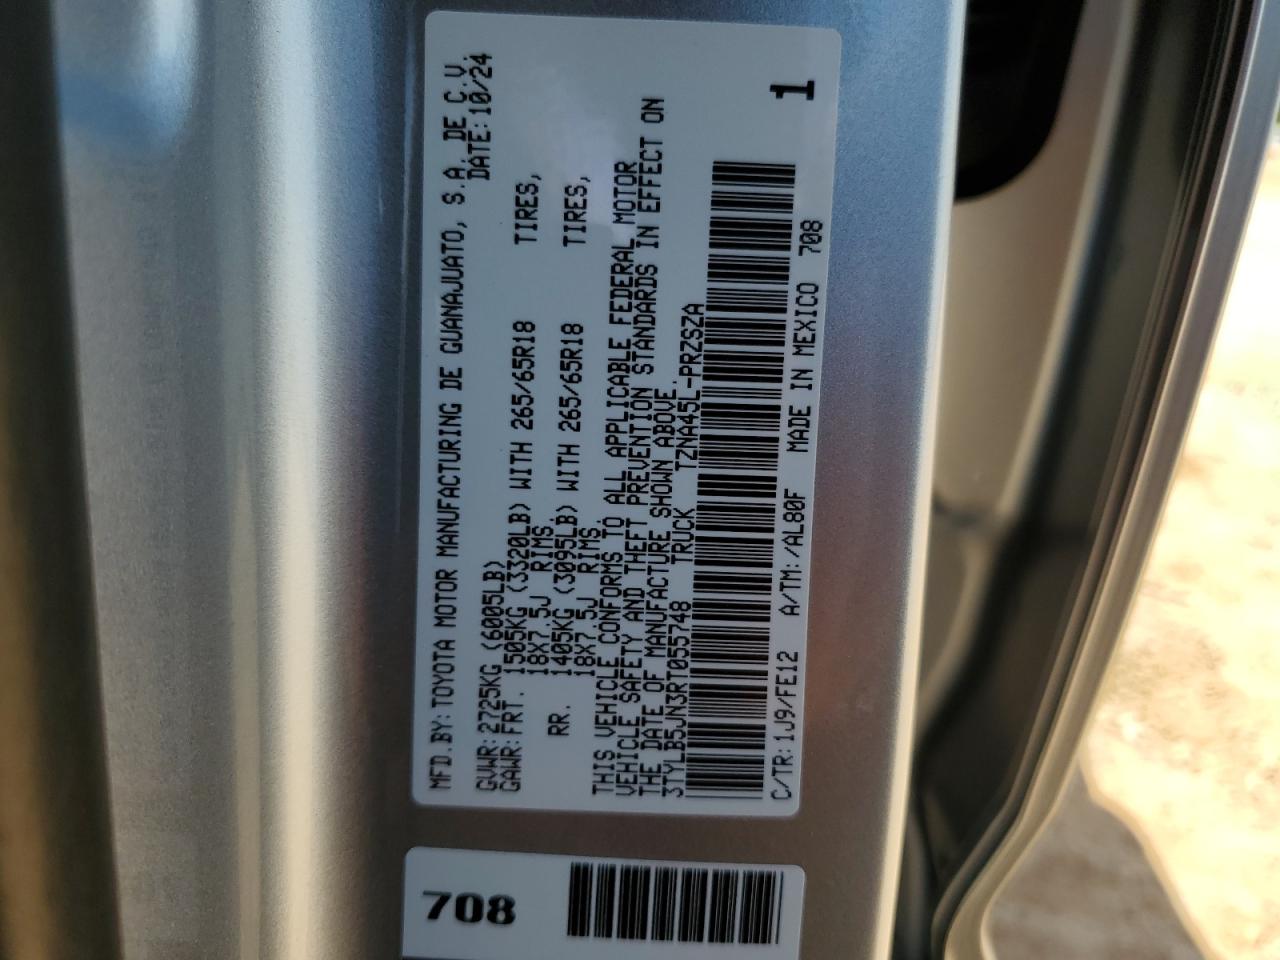 MFD.BY:TOYOTA MOTOR MANUFACTURING DE GUANAJUATO, S.A. DE C.V.
DATE:10/24
GVWR:2725KG (6005LB)
GAWR:FRT. 1505KG (3320LB) WITH 265/65R18 TIRES,
18X7.5J RIMS.
RR. 1405KG (3095LB) WITH 265/65R18 TIRES,
18X7.5J RIMS.
THIS VEHICLE CONFORMS TO ALL APPLICABLE FEDERAL MOTOR
VEHICLE SAFETY AND THEFT PREVENTION STANDARDS IN EFFECT ON
THE DATE OF MANUFACTURE SHOWN ABOVE.
3TYLB5JN3RT055748 TRUCK TZNA45L-PRZSZA
1
C/TR:1J9/FE12 A/TM:/AL80F MADE IN MEXICO 708
708